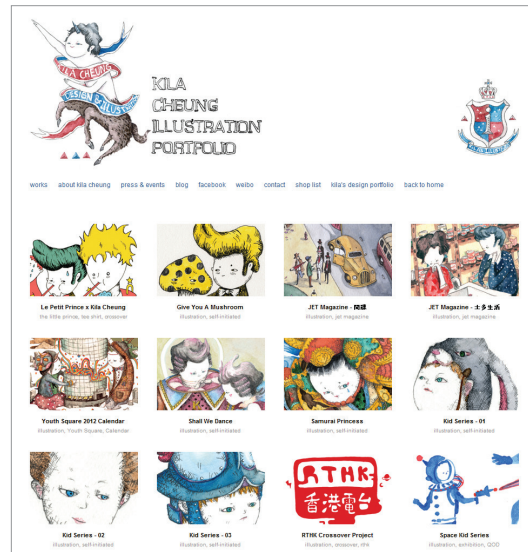 KILA CHEUNG
DESIGN & ILLUSTRATION
KILA
CHEUNG
ILLUSTRATION
PORTFOLIO
works about kila cheung press & events blog facebook weibo contact shop list kila's design portfolio back to home
Le Petit Prince x Kila Cheung
the little prince, tee shirt, crossover
Give You A Mushroom
illustration, self-initiated
JET Magazine -
illustration, jet magazine
JET Magazine - 士多生活
illustration, jet magazine
Youth Square 2012 Calendar
illustration, Youth Square, Calendar
Shall We Dance
illustration, self-initiated
Samurai Princess
illustration, self-initiated
Kid Series - 01
illustration, self-initiated
Kid Series - 02
illustration, self-initiated
Kid Series - 03
illustration, self-initiated
RTHK
香港電台
RTHK Crossover Project
illustration, crossover, rthk
Space Kid Series
illustration, exhibition, QOD